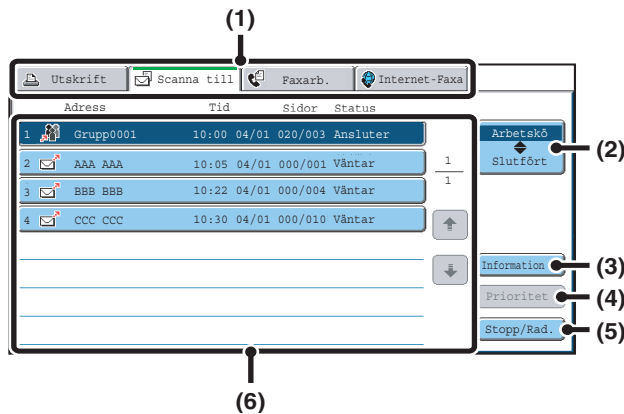 (1)
Utskrift Scanna till Faxarb. Internet-Faxa
Adress Tid Sidor Status
1 Grupp0001 10:00 04/01 020/003 Ansluter
2 AAA AAA 10:05 04/01 000/001 Väntar
3 BBB BBB 10:22 04/01 000/004 Väntar
4 CCC CCC 10:30 04/01 000/010 Väntar
1
1
Arbetskö
Slutfört
(2)
Information (3)
Prioritet (4)
Stopp/Rad. (5)
(6)